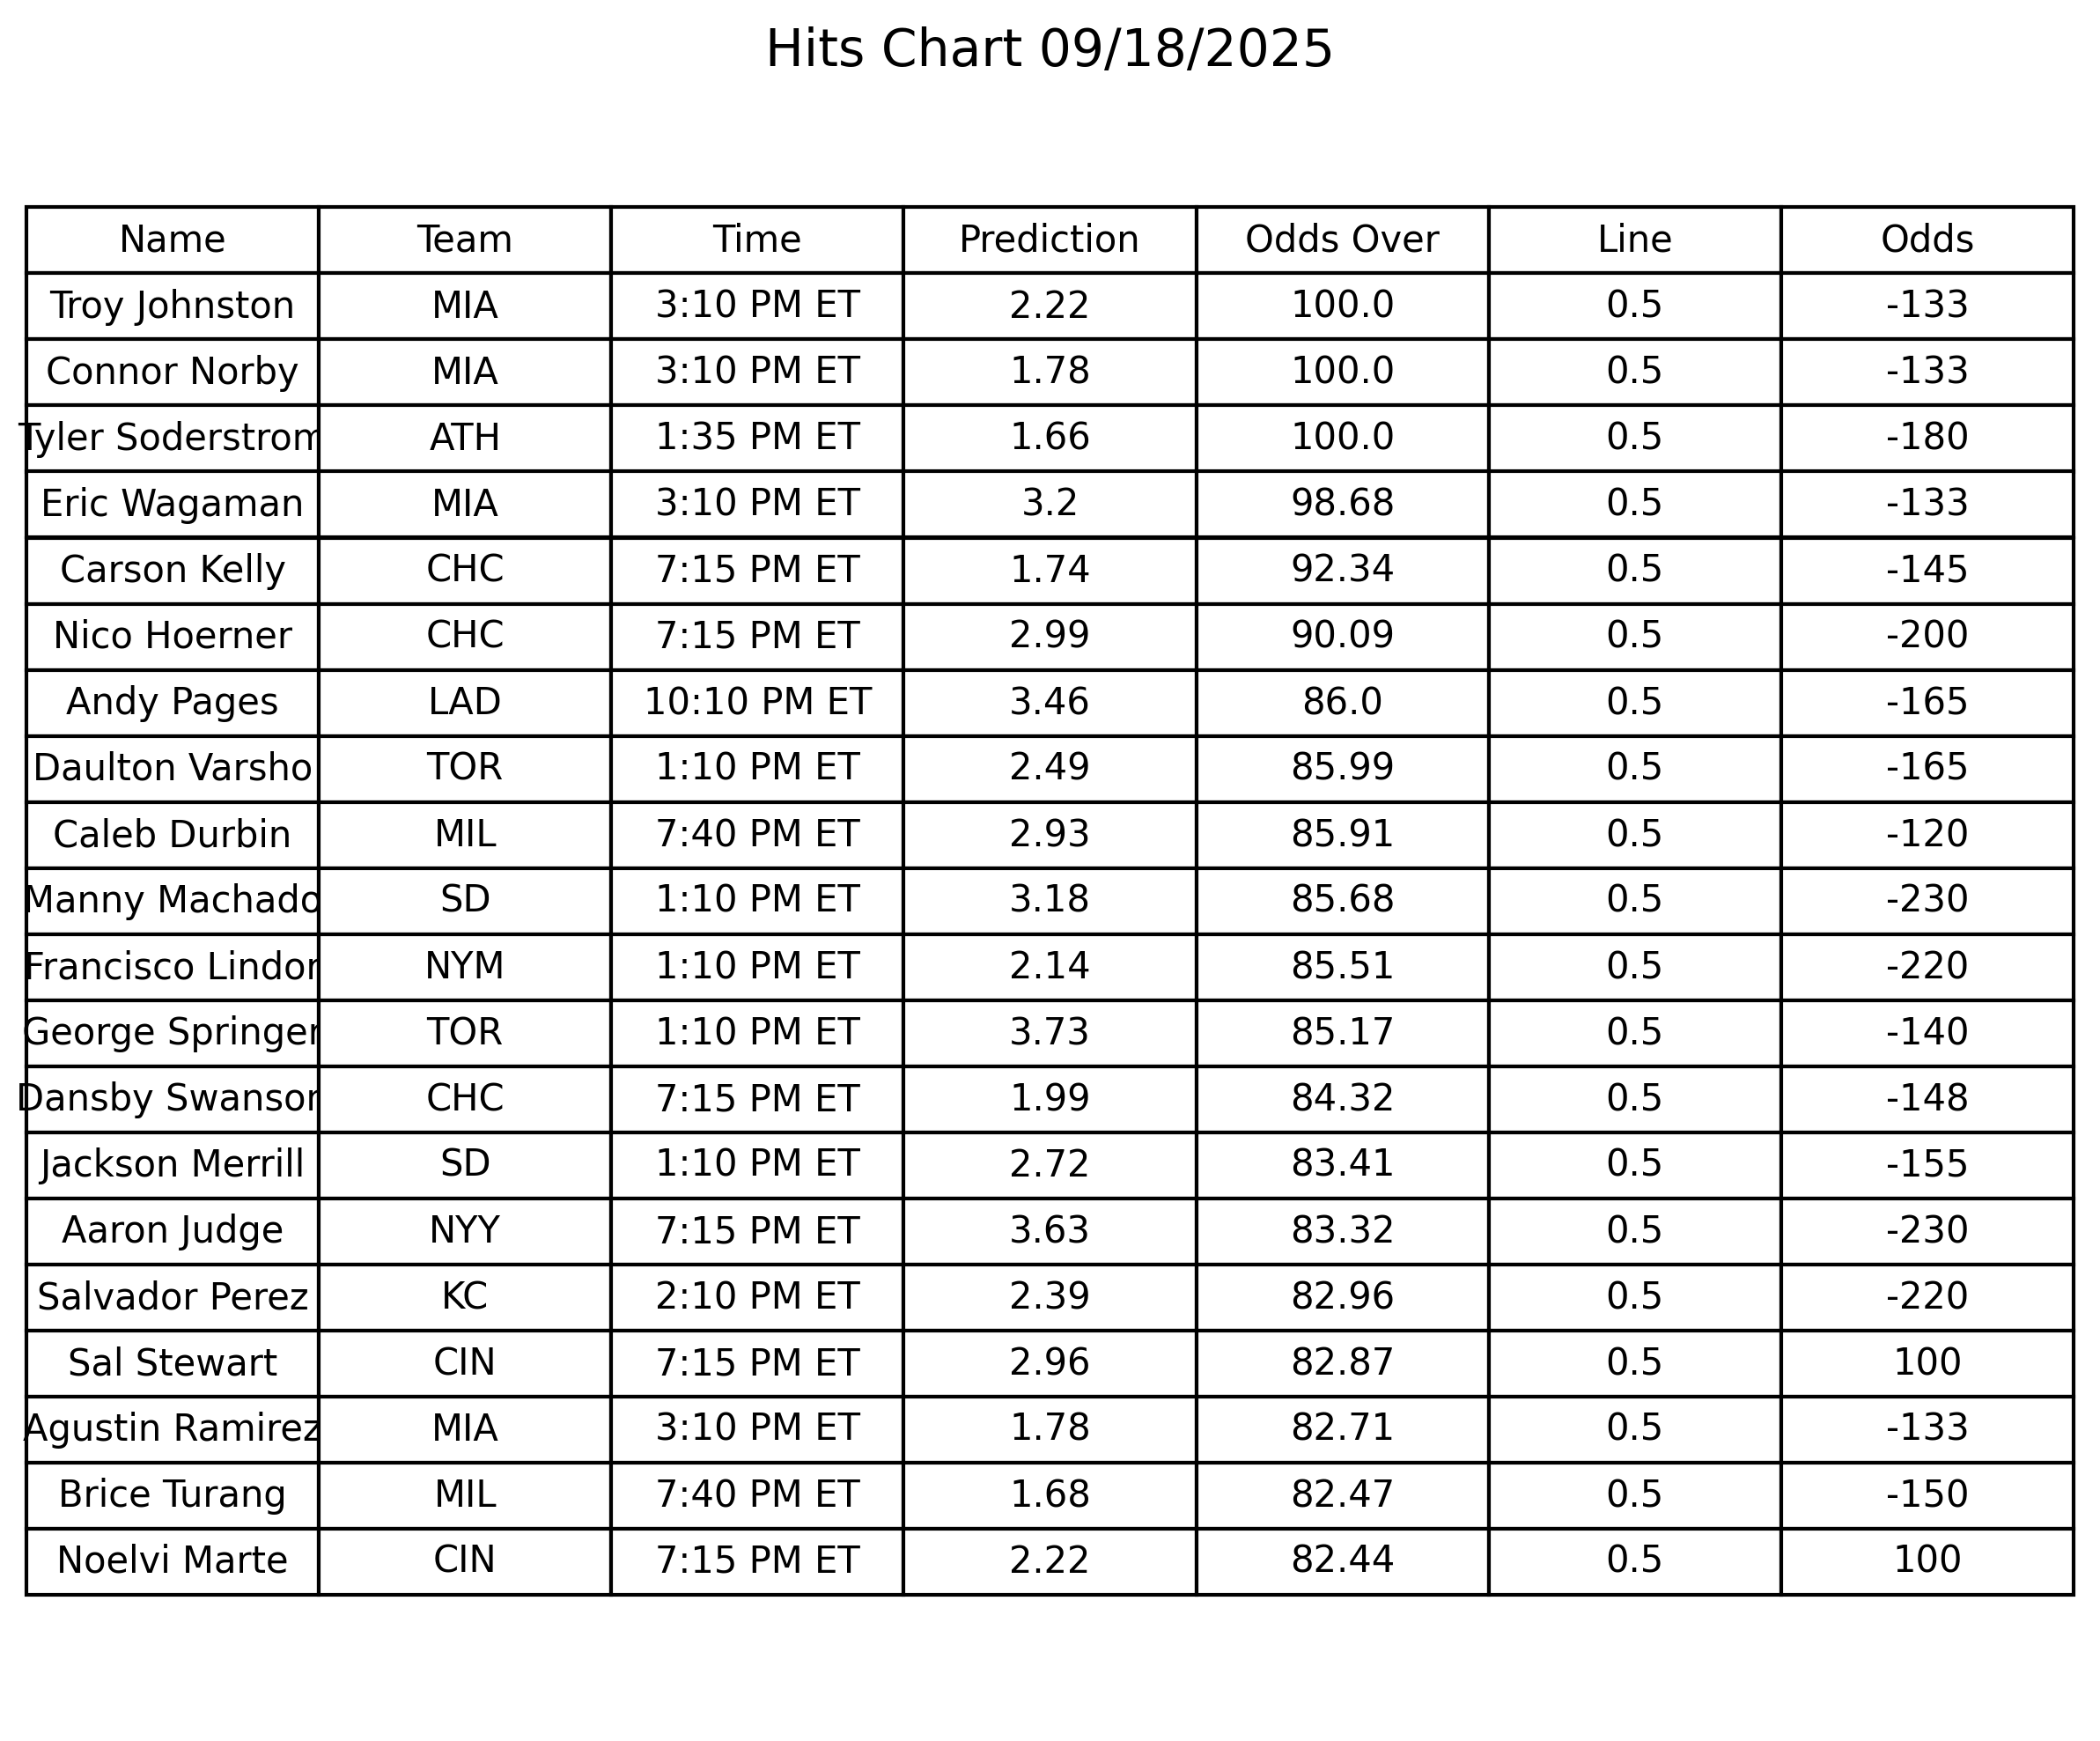 Hits Chart 09/18/2025
Name Team Time Prediction Odds Over Line Odds
Troy Johnston MIA 3:10 PM ET 2.22 100.0 0.5 -133
Connor Norby MIA 3:10 PM ET 1.78 100.0 0.5 -133
Tyler Soderstrom ATH 1:35 PM ET 1.66 100.0 0.5 -180
Eric Wagaman MIA 3:10 PM ET 3.2 98.68 0.5 -133
Carson Kelly CHC 7:15 PM ET 1.74 92.34 0.5 -145
Nico Hoerner CHC 7:15 PM ET 2.99 90.09 0.5 -200
Andy Pages LAD 10:10 PM ET 3.46 86.0 0.5 -165
Daulton Varsho TOR 1:10 PM ET 2.49 85.99 0.5 -165
Caleb Durbin MIL 7:40 PM ET 2.93 85.91 0.5 -120
Manny Machado SD 1:10 PM ET 3.18 85.68 0.5 -230
Francisco Lindor NYM 1:10 PM ET 2.14 85.51 0.5 -220
George Springer TOR 1:10 PM ET 3.73 85.17 0.5 -140
Dansby Swanson CHC 7:15 PM ET 1.99 84.32 0.5 -148
Jackson Merrill SD 1:10 PM ET 2.72 83.41 0.5 -155
Aaron Judge NYY 7:15 PM ET 3.63 83.32 0.5 -230
Salvador Perez KC 2:10 PM ET 2.39 82.96 0.5 -220
Sal Stewart CIN 7:15 PM ET 2.96 82.87 0.5 100
Agustin Ramirez MIA 3:10 PM ET 1.78 82.71 0.5 -133
Brice Turang MIL 7:40 PM ET 1.68 82.47 0.5 -150
Noelvi Marte CIN 7:15 PM ET 2.22 82.44 0.5 100